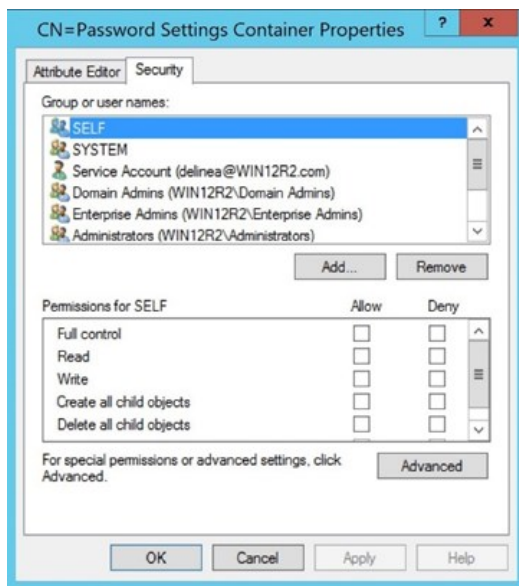 CN=Password Settings Container Properties ? x
Attribute Editor Security
Group or user names:
SELF
SYSTEM
Service Account (delinea@WIN12R2.com)
Domain Admins (WIN12R2\Domain Admins)
Enterprise Admins (WIN12R2\Enterprise Admins)
Administrators (WIN12R2\Administrators)
Add... Remove
Permissions for SELF Allow Deny
Full control
Read
Write
Create all child objects
Delete all child objects
For special permissions or advanced settings, click
Advanced.
Advanced
OK Cancel Apply Help